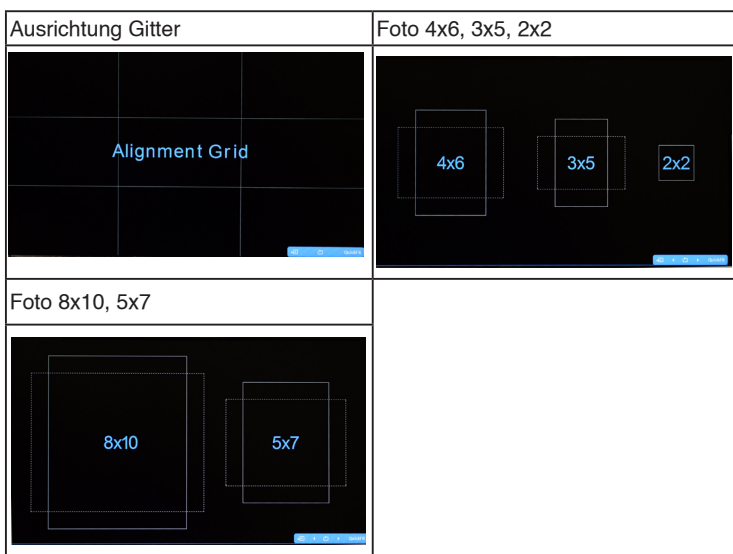 Ausrichtung Gitter
Foto 4x6, 3x5, 2x2
Alignment Grid
4x6
3x5
2x2
Foto 8x10, 5x7
8x10
5x7